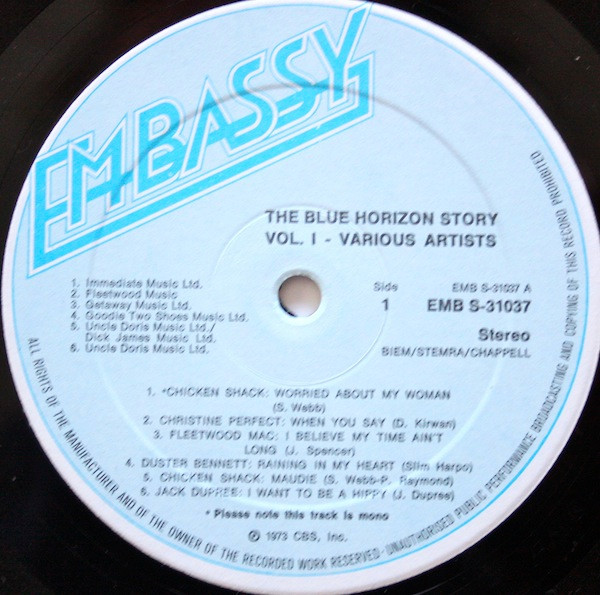 EMBASSY
THE BLUE HORIZON STORY
VOL. I - VARIOUS ARTISTS
1. Immediate Music Ltd.
2. Fleetwood Music
3. Getaway Music Ltd.
4. Goodie Two Shoes Music Ltd.
5. Uncle Doris Music Ltd./
Dick James Music Ltd.
6. Uncle Doris Music Ltd.
Side
1
EMB S-31037 A
EMB S-31037
Stereo
BIEM/STEMRA/CHAPPELL
1. *CHICKEN SHACK: WORRIED ABOUT MY WOMAN
(S. Webb)
2. CHRISTINE PERFECT: WHEN YOU SAY (D. Kirwan)
3. FLEETWOOD MAC: I BELIEVE MY TIME AIN'T
LONG (J. Spencer)
4. DUSTER BENNETT: RAINING IN MY HEART (Slim Harpo)
5. CHICKEN SHACK: MAUDIE (S. Webb-P. Raymond)
6. JACK DUPREE: I WANT TO BE A HIPPY (J. Dupree)
* Please note this track is mono
℗ 1973 CBS, Inc.
ALL RIGHTS OF THE MANUFACTURER AND OF THE OWNER OF THE RECORDED WORK RESERVED · UNAUTHORISED PUBLIC PERFORMANCE BROADCASTING AND COPYING OF THIS RECORD PROHIBITED